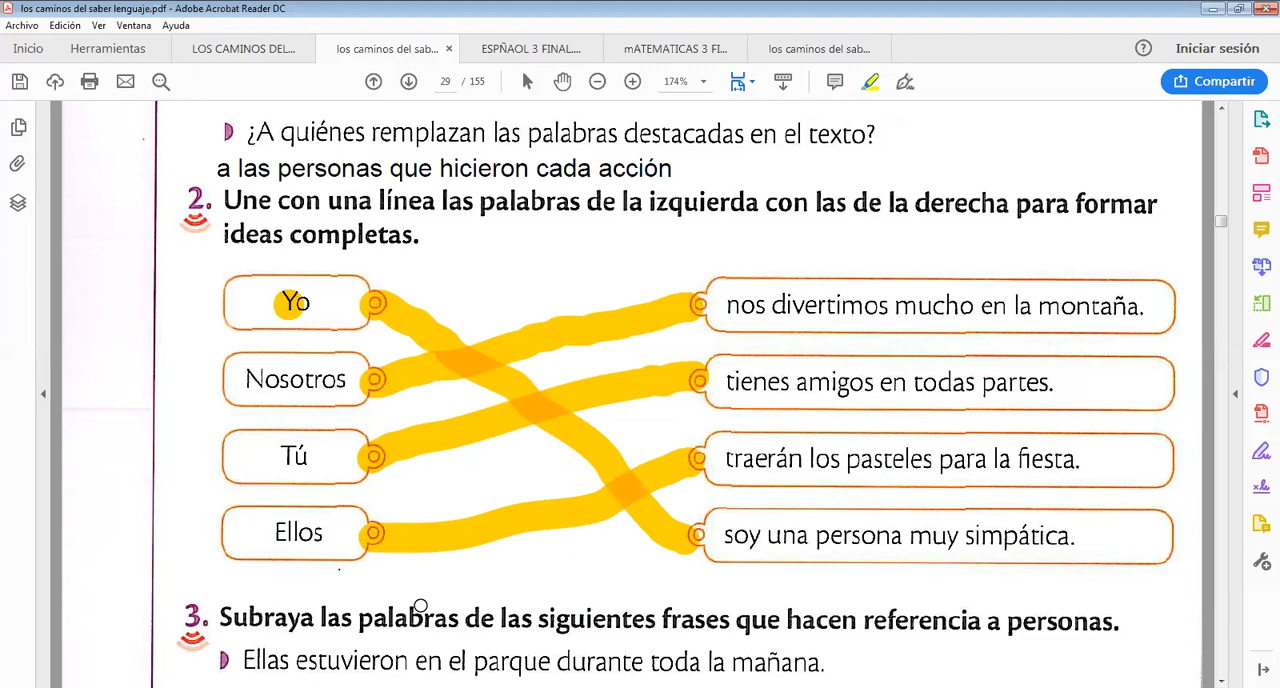 los caminos del saber lenguaje.pdf - Adobe Acrobat Reader DC
Archivo Edición Ver Ventana Ayuda
Inicio Herramientas LOS CAMINOS DEL... los caminos del sab... × ESPÑAOL 3 FINAL.... mATEMATICAS 3 FI... los caminos del sab... Iniciar sesión
29 / 155 174% Compartir
¿A quiénes remplazan las palabras destacadas en el texto?
a las personas que hicieron cada acción
2. Une con una línea las palabras de la izquierda con las de la derecha para formar
ideas completas.
Yo nos divertimos mucho en la montaña.
Nosotros tienes amigos en todas partes.
Tú traerán los pasteles para la fiesta.
Ellos soy una persona muy simpática.
3. Subraya las palabras de las siguientes frases que hacen referencia a personas.
Ellas estuvieron en el parque durante toda la mañana.